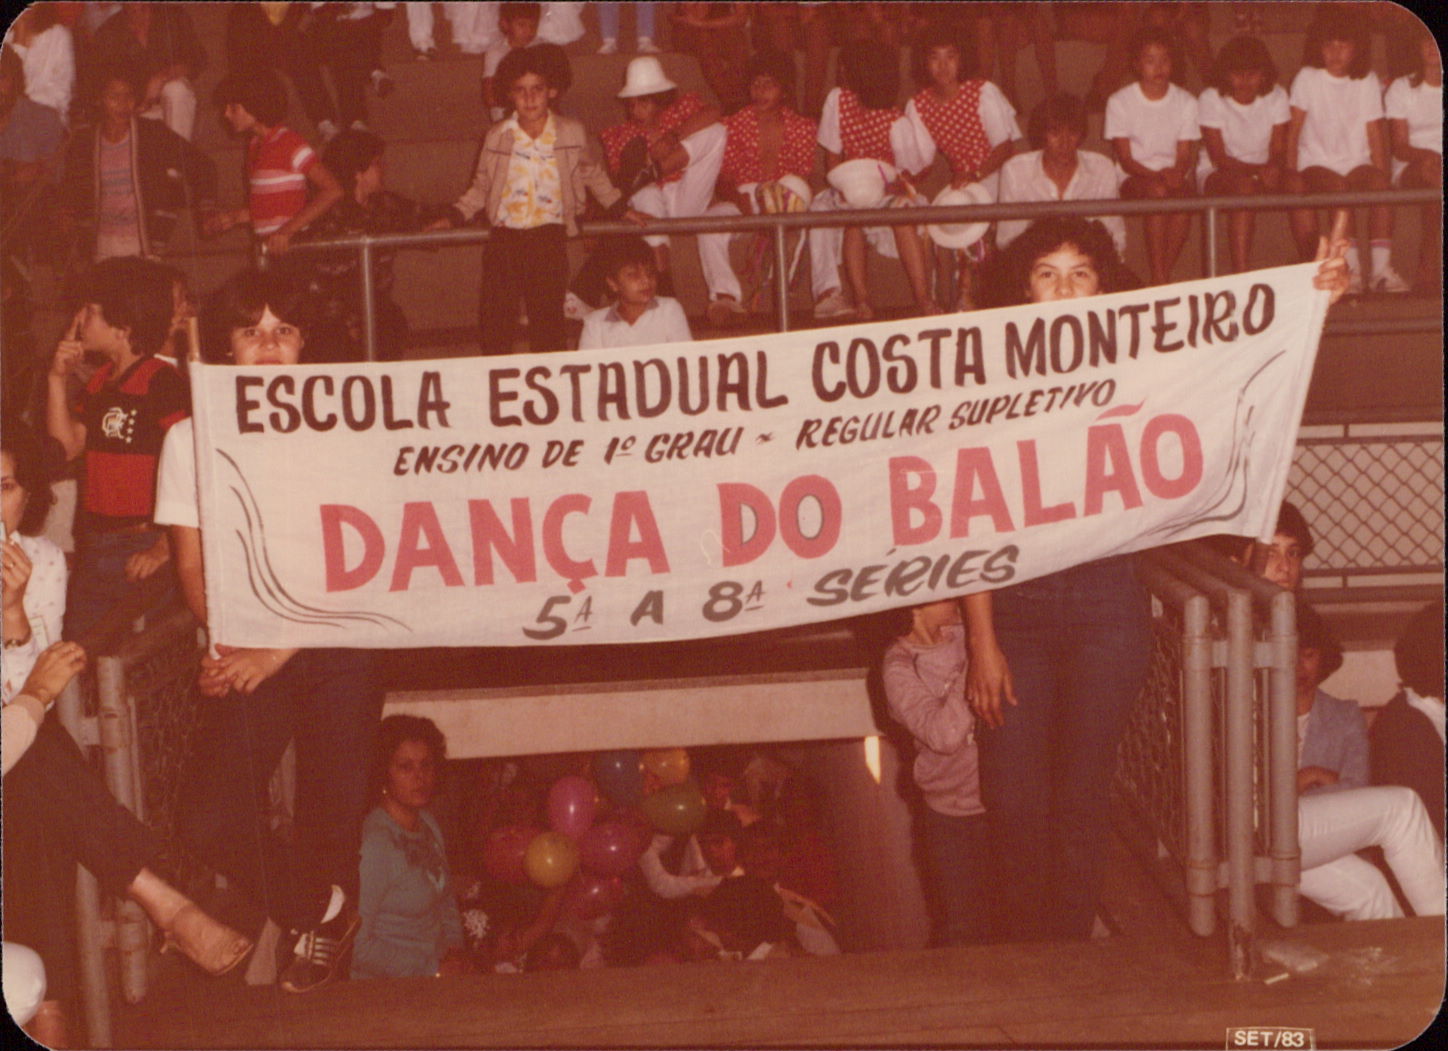 ESCOLA ESTADUAL COSTA MONTEIRO
ENSINO DE 1º GRAU ~ REGULAR SUPLETIVO
DANÇA DO BALÃO
5ª A 8ª SÉRIES
SET/83